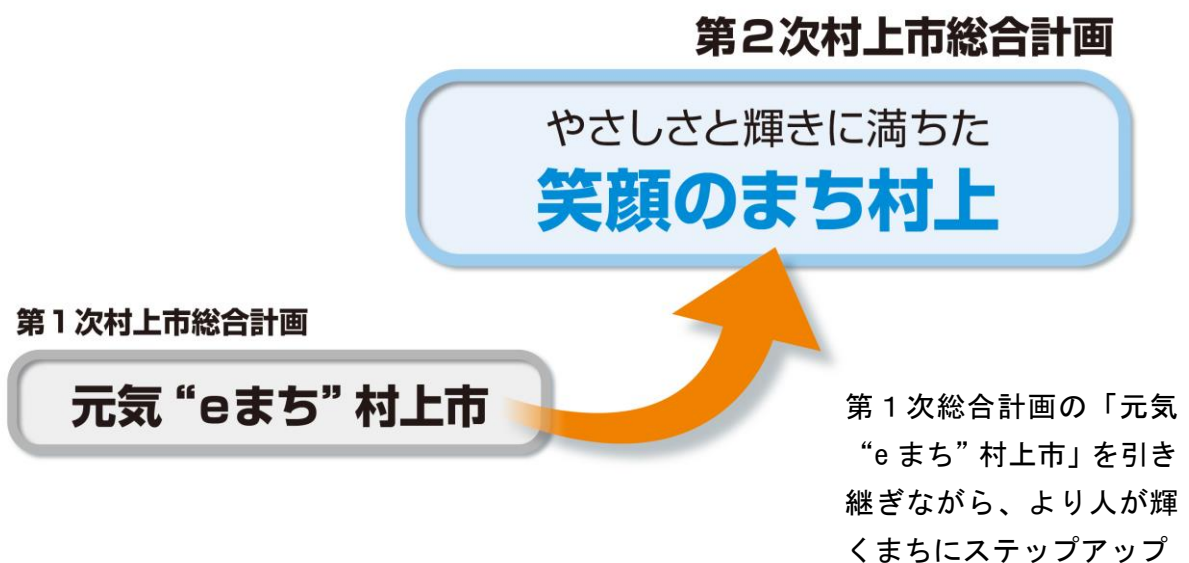 第2次村上市総合計画
やさしさと輝きに満ちた
笑顔のまち村上
第1次村上市総合計画
元気“eまち”村上市
第１次総合計画の「元気
“e まち”村上市」を引き
継ぎながら、より人が輝
くまちにステップアップ